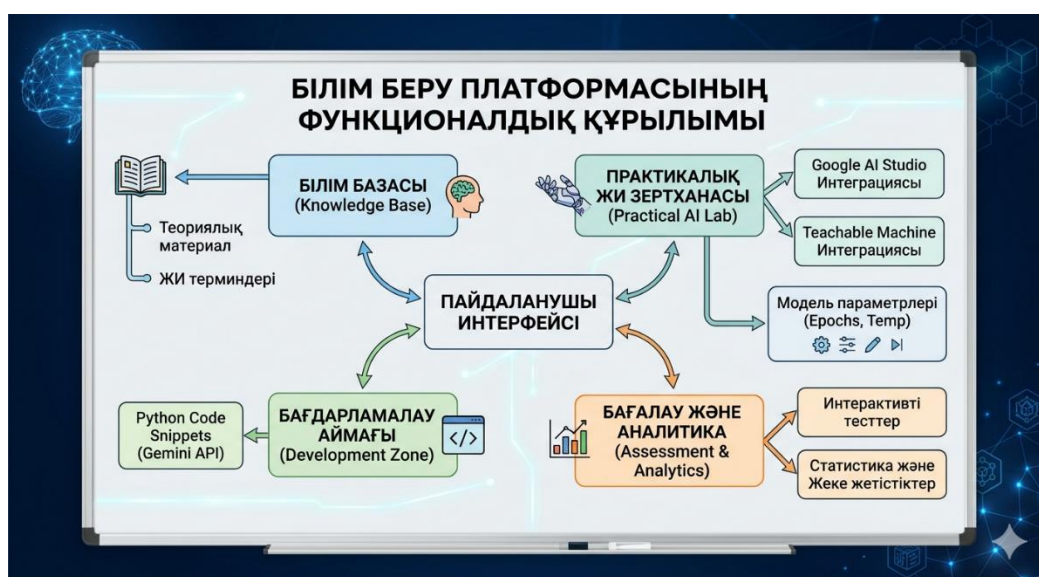 БІЛІМ БЕРУ ПЛАТФОРМАСЫНЫҢ
ФУНКЦИОНАЛДЫҚ ҚҰРЫЛЫМЫ
БІЛІМ БАЗАСЫ
(Knowledge Base)
Теориялық
материал
ЖИ терминдері
ПРАКТИКАЛЫҚ
ЖИ ЗЕРТХАНАСЫ
(Practical AI Lab)
Google AI Studio
Интеграциясы
Teachable Machine
Интеграциясы
Модель параметрлері
(Epochs, Temp)
ПАЙДАЛАНУШЫ
ИНТЕРФЕЙСІ
БАҒДАРЛАМАЛАУ
АЙМАҒЫ
(Development Zone)
</>
Python Code
Snippets
(Gemini API)
БАҒАЛАУ ЖӘНЕ
АНАЛИТИКА
(Assessment &
Analytics)
Интерактивті
тесттер
Статистика және
Жеке жетістіктер